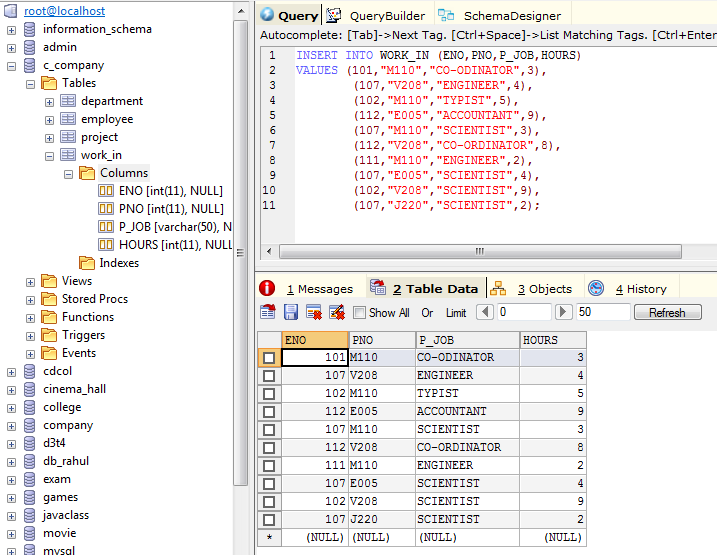 root@localhost
information_schema
admin
c_company
Tables
department
employee
project
work_in
Columns
ENO [int(11), NULL]
PNO [int(11), NULL]
P_JOB [varchar(50), N
HOURS [int(11), NULL
Indexes
Views
Stored Procs
Functions
Triggers
Events
cdcol
cinema_hall
college
company
d3t4
db_rahul
exam
games
javaclass
movie
mysql
Query QueryBuilder SchemaDesigner
Autocomplete: [Tab]->Next Tag. [Ctrl+Space]->List Matching Tags. [Ctrl+Enter
1 INSERT INTO WORK_IN (ENO,PNO,P_JOB,HOURS)
2 VALUES (101,"M110","CO-ODINATOR",3),
3 (107,"V208","ENGINEER",4),
4 (102,"M110","TYPIST",5),
5 (112,"E005","ACCOUNTANT",9),
6 (107,"M110","SCIENTIST",3),
7 (112,"V208","CO-ORDINATOR",8),
8 (111,"M110","ENGINEER",2),
9 (107,"E005","SCIENTIST",4),
10 (102,"V208","SCIENTIST",9),
11 (107,"J220","SCIENTIST",2);
1 Messages 2 Table Data 3 Objects 4 History
Show All Or Limit 0 50 Refresh
ENO PNO P_JOB HOURS
101 M110 CO-ODINATOR 3
107 V208 ENGINEER 4
102 M110 TYPIST 5
112 E005 ACCOUNTANT 9
107 M110 SCIENTIST 3
112 V208 CO-ORDINATOR 8
111 M110 ENGINEER 2
107 E005 SCIENTIST 4
102 V208 SCIENTIST 9
107 J220 SCIENTIST 2
* (NULL) (NULL) (NULL) (NULL)